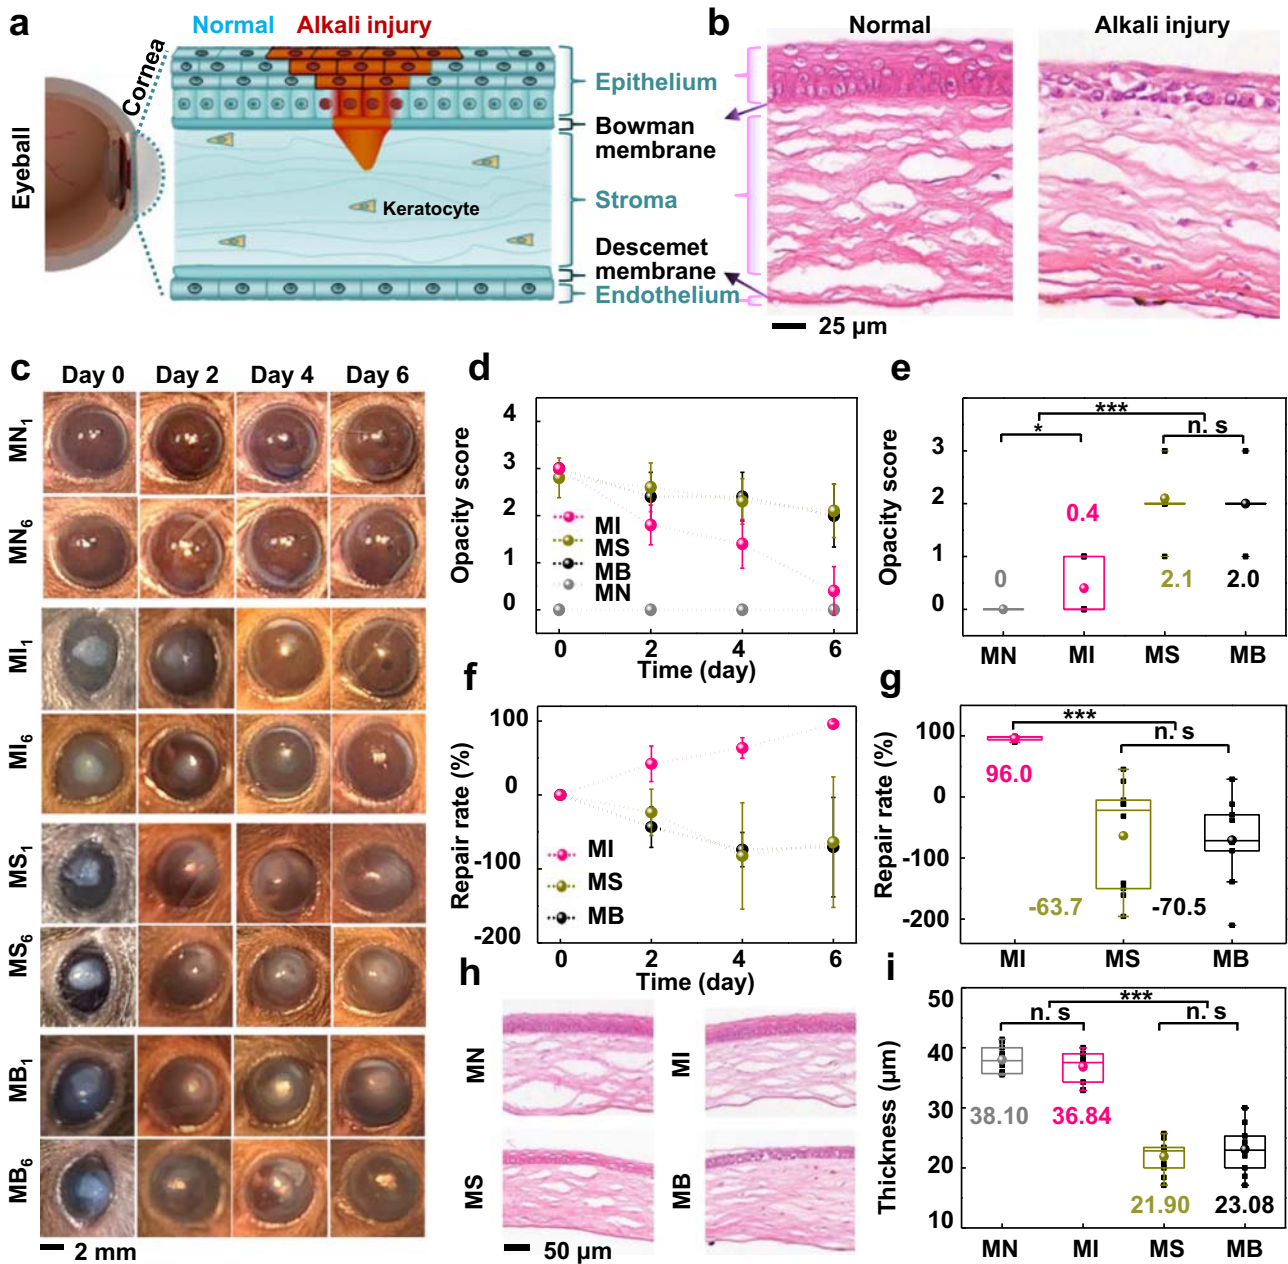 a
Normal
Alkali injury
Cornea
Eyeball
Keratocyte
Epithelium
Bowman
membrane
Stroma
Descemet
membrane
Endothelium
b
Normal
Alkali injury
25 µm
c
Day 0
Day 2
Day 4
Day 6
MN1
MN6
MI1
MI6
MS1
MS6
MB1
MB6
2 mm
d
Opacity score
4
3
2
1
0
MI
MS
MB
MN
0
2
4
6
Time (day)
e
Opacity score
3
2
1
0
***
*
n. s
0
0.4
2.1
2.0
MN
MI
MS
MB
f
Repair rate (%)
100
0
-100
-200
MI
MS
MB
0
2
4
6
Time (day)
g
Repair rate (%)
100
0
-100
-200
***
n. s
96.0
-63.7
-70.5
MI
MS
MB
h
MN
MI
MS
MB
50 µm
i
Thickness (µm)
50
40
30
20
10
***
n. s
n. s
38.10
36.84
21.90
23.08
MN
MI
MS
MB